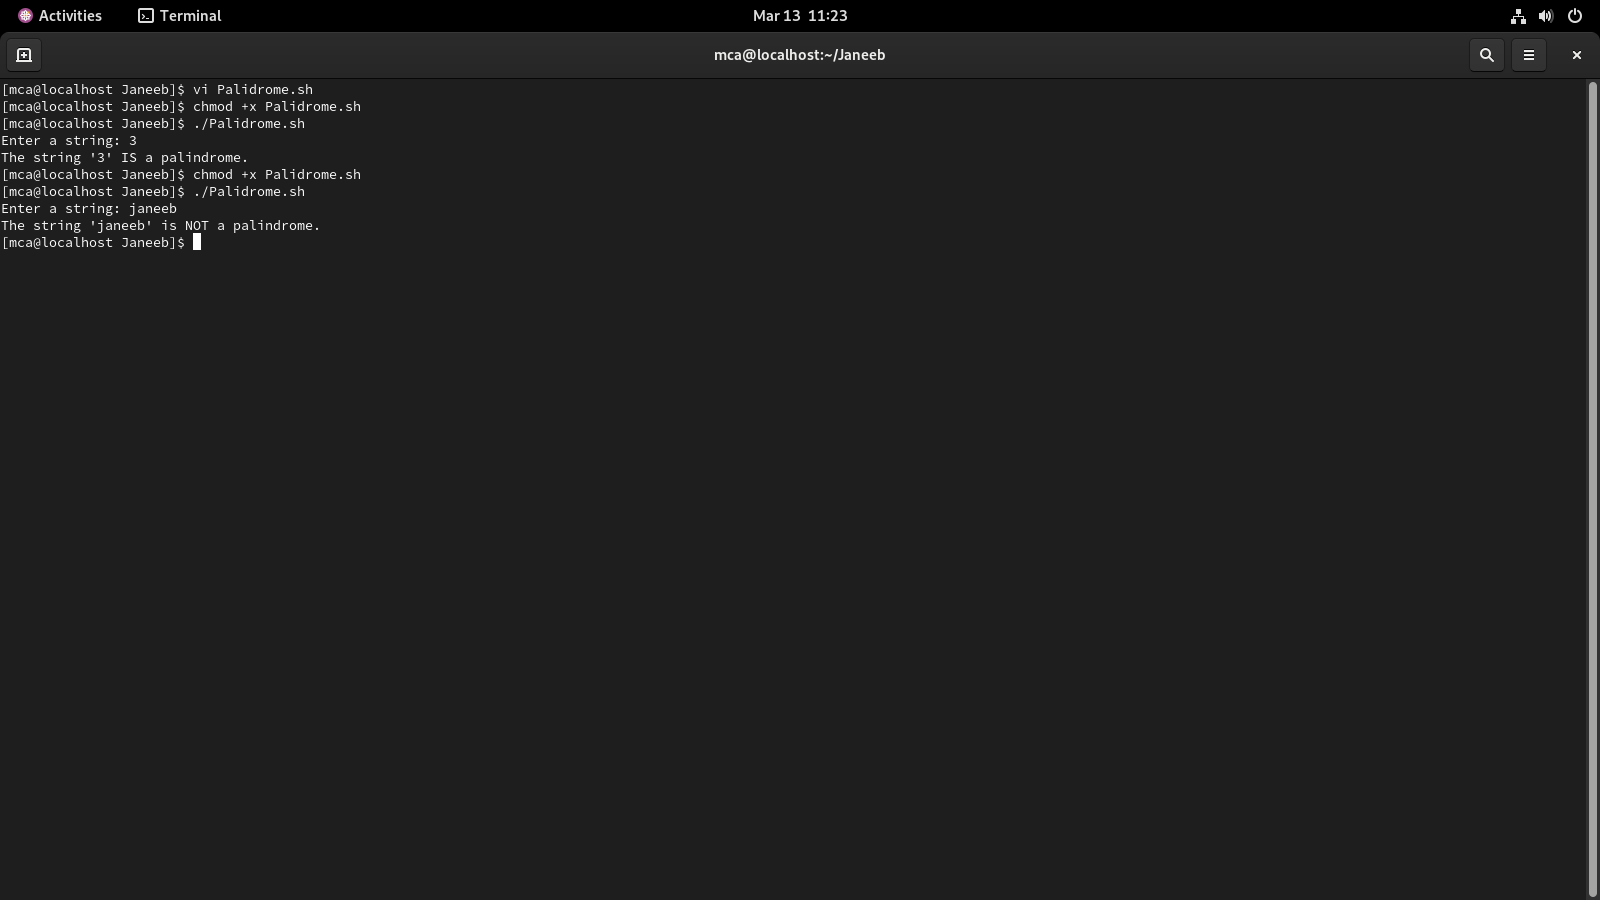 Activities Terminal Mar 13 11:23
mca@localhost:~/Janeeb
[mca@localhost Janeeb]$ vi Palidrome.sh
[mca@localhost Janeeb]$ chmod +x Palidrome.sh
[mca@localhost Janeeb]$ ./Palidrome.sh
Enter a string: 3
The string '3' IS a palindrome.
[mca@localhost Janeeb]$ chmod +x Palidrome.sh
[mca@localhost Janeeb]$ ./Palidrome.sh
Enter a string: janeeb
The string 'janeeb' is NOT a palindrome.
[mca@localhost Janeeb]$